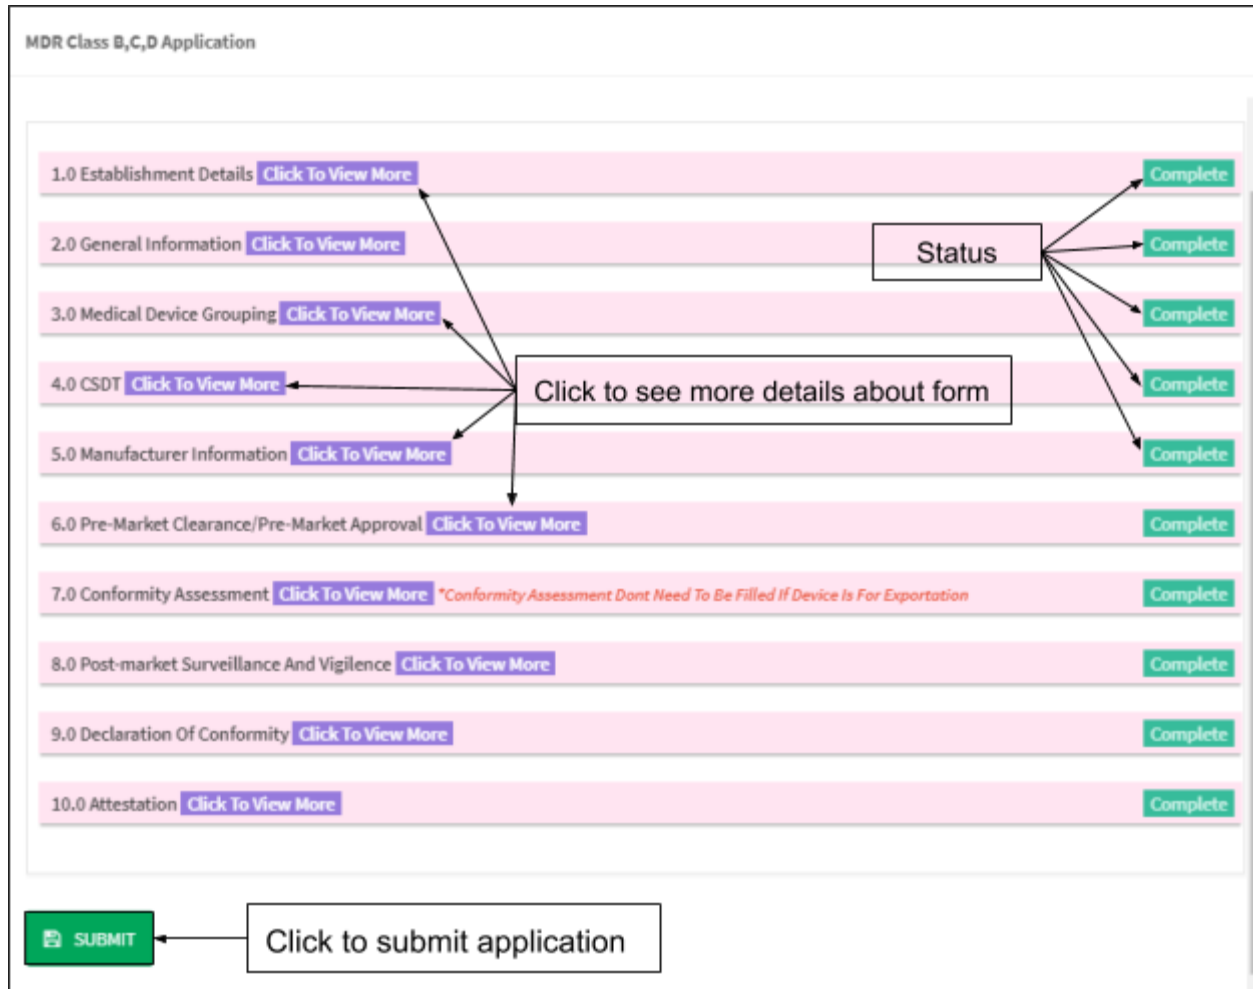 MDR Class B,C,D Application
1.0 Establishment Details Click To View More Complete
2.0 General Information Click To View More Complete
Status
3.0 Medical Device Grouping Click To View More Complete
4.0 CSDT Click To View More Complete
Click to see more details about form
5.0 Manufacturer Information Click To View More Complete
6.0 Pre-Market Clearance/Pre-Market Approval Click To View More Complete
7.0 Conformity Assessment Click To View More *Conformity Assessment Dont Need To Be Filled If Device Is For Exportation Complete
8.0 Post-market Surveillance And Vigilence Click To View More Complete
9.0 Declaration Of Conformity Click To View More Complete
10.0 Attestation Click To View More Complete
SUBMIT
Click to submit application